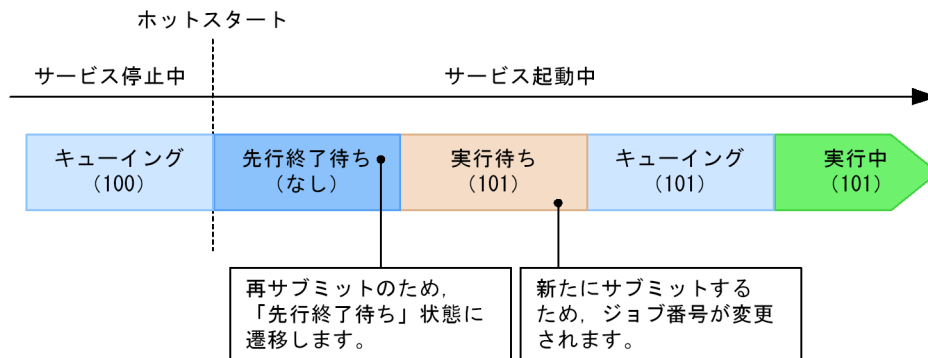 ホットスタート
サービス停止中
サービス起動中
キューイング
(100)
先行終了待ち
(なし)
実行待ち
(101)
キューイング
(101)
実行中
(101)
再サブミットのため,
「先行終了待ち」状態に
遷移します。
新たにサブミットする
ため, ジョブ番号が変更
されます。